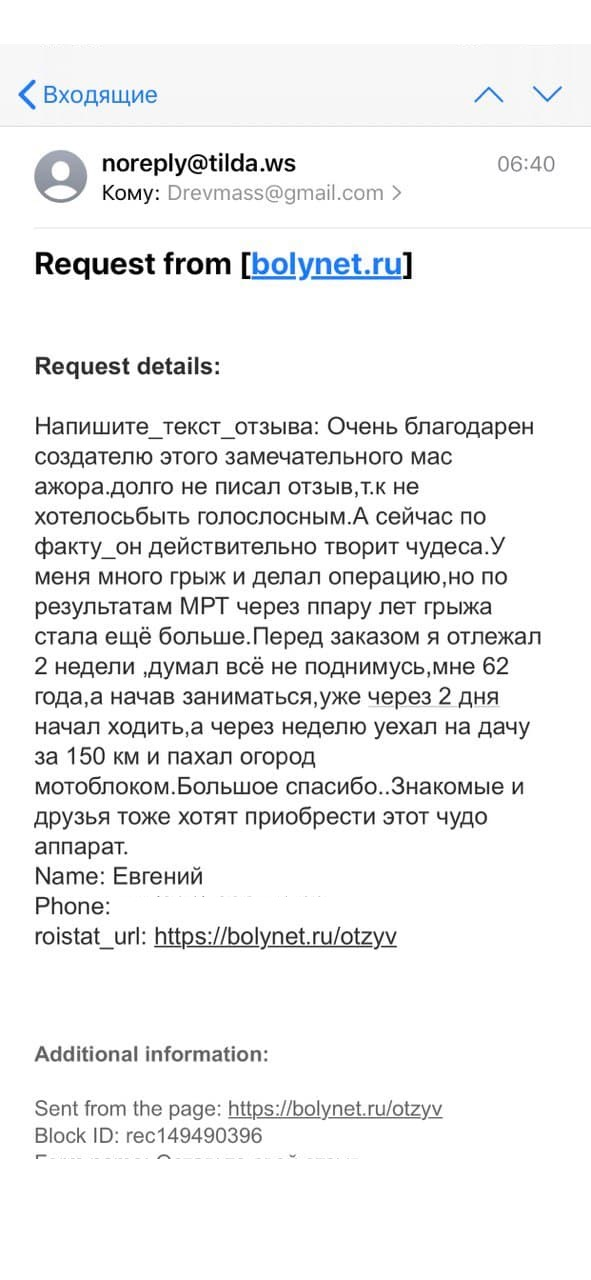 Входящие
noreply@tilda.ws
06:40
Кому: Drevmass@gmail.com
Request from [bolynet.ru]
Request details:
Напишите_текст_отзыва: Очень благодарен
создателю этого замечательного мас
ажора.долго не писал отзыв,т.к не
хотелосьбыть голослосным.А сейчас по
факту_он действительно творит чудеса.У
меня много грыж и делал операцию,но по
результатам МРТ через ппару лет грыжа
стала ещё больше.Перед заказом я отлежал
2 недели ,думал всё не поднимусь,мне 62
года,а начав заниматься,уже через 2 дня
начал ходить,а через неделю уехал на дачу
за 150 км и пахал огород
мотоблоком.Большое спасибо..Знакомые и
друзья тоже хотят приобрести этот чудо
аппарат.
Name: Евгений
Phone:
roistat_url: https://bolynet.ru/otzyv
Additional information:
Sent from the page: https://bolynet.ru/otzyv
Block ID: rec149490396